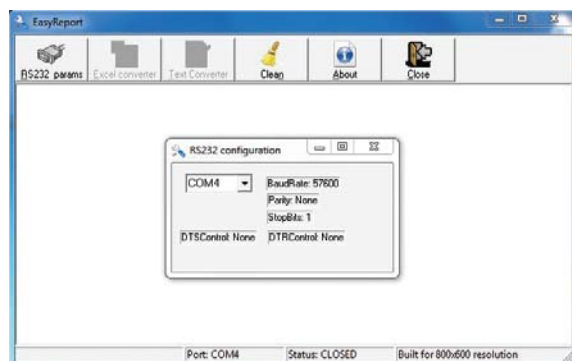 EasyReport
RS232 params Excel converter Text Converter Clean About Close
RS232 configuration
COM4 BaudRate: 57600
Parity: None
StopBits: 1
DTSControl: None DTRControl: None
Port: COM4 Status: CLOSED Built for 800x600 resolution